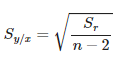 S_{y/x} = \sqrt{\frac{S_r}{n-2}}